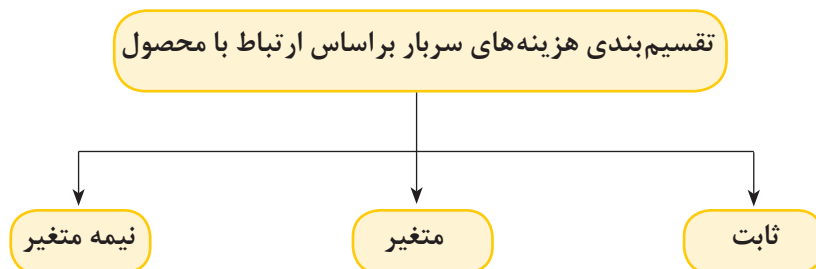 تقسیم‌بندی هزینه‌های سربار براساس ارتباط با محصول
ثابت
متغیر
نیمه متغیر